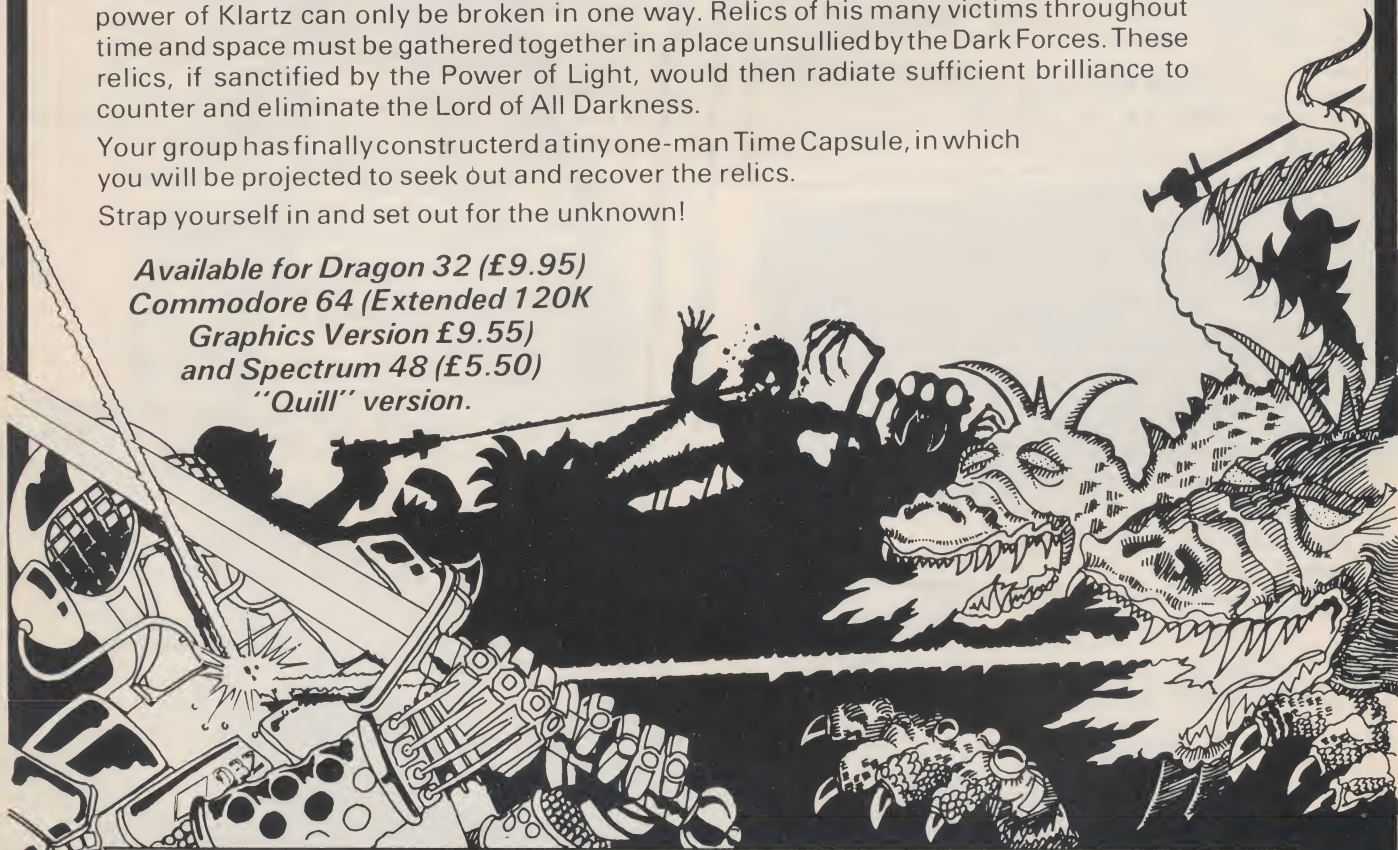 power of Klartz can only be broken in one way. Relics of his many victims throughout
time and space must be gathered together in a place unsullied by the Dark Forces. These
relics, if sanctified by the Power of Light, would then radiate sufficient brilliance to
counter and eliminate the Lord of All Darkness.
Your group has finally constructerd a tiny one-man Time Capsule, in which
you will be projected to seek out and recover the relics.
Strap yourself in and set out for the unknown!
Available for Dragon 32 (£9.95)
Commodore 64 (Extended 120K
Graphics Version £9.55)
and Spectrum 48 (£5.50)
"Quill" version.